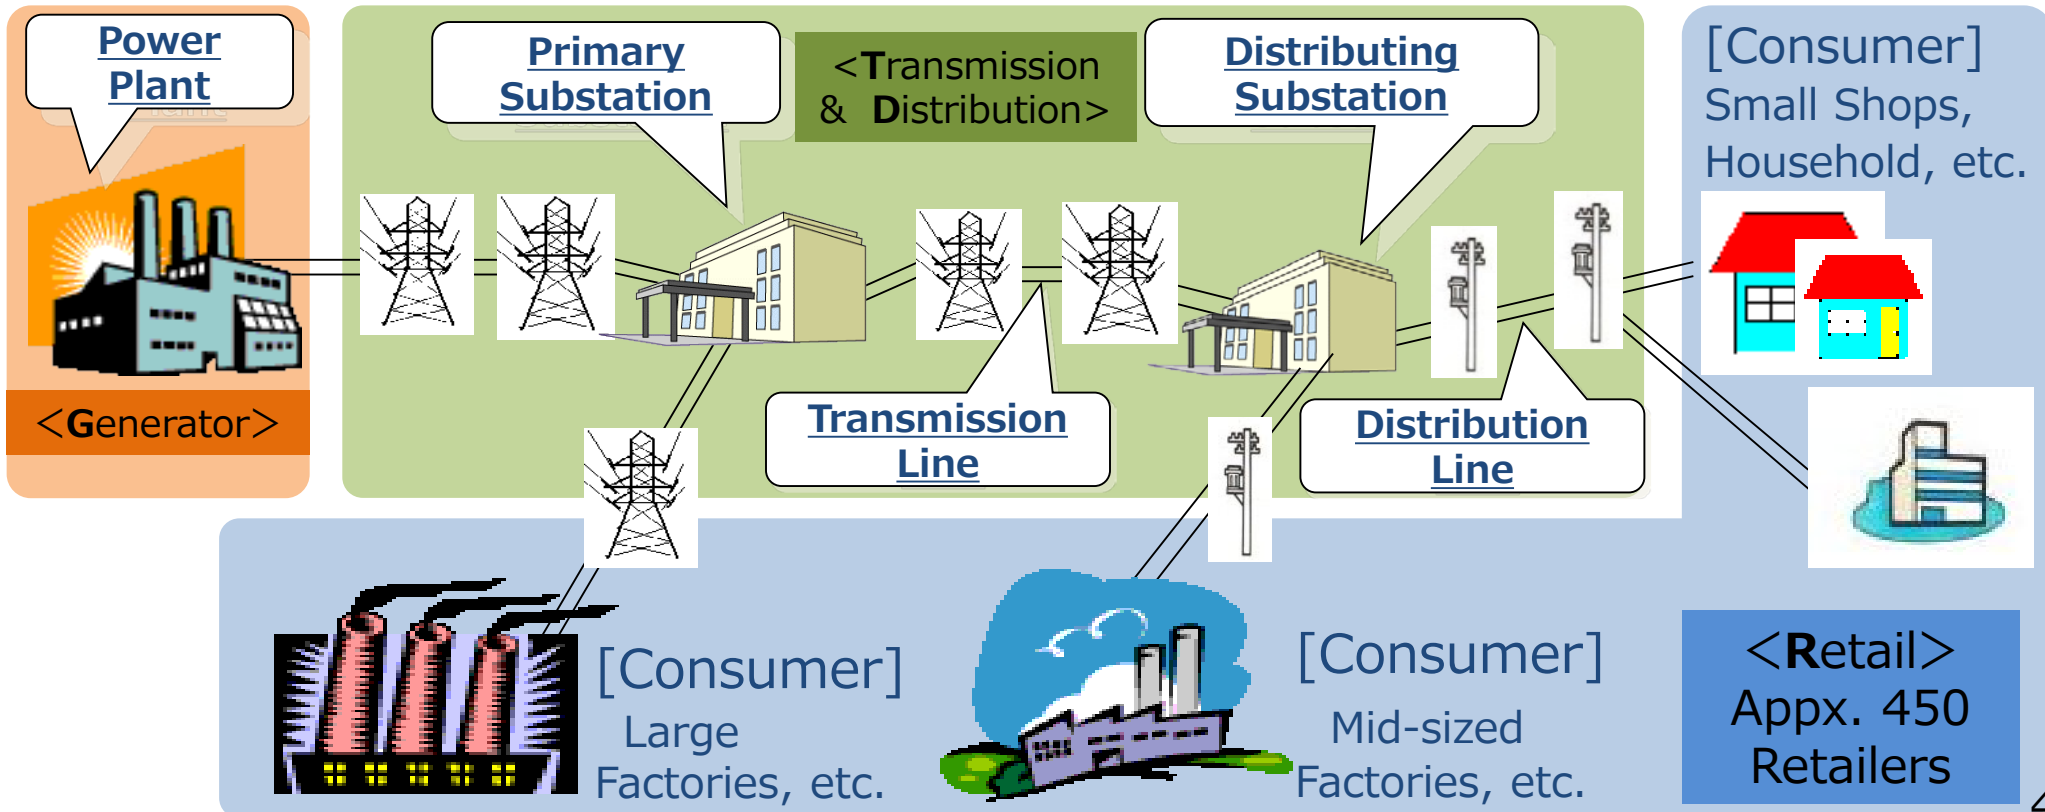 Power
Plant
<Generator>
Primary
Substation
<Transmission
& Distribution>
Distributing
Substation
Transmission
Line
Distribution
Line
[Consumer]
Small Shops,
Household, etc.
[Consumer]
Large
Factories, etc.
[Consumer]
Mid-sized
Factories, etc.
<Retail>
Appx. 450
Retailers